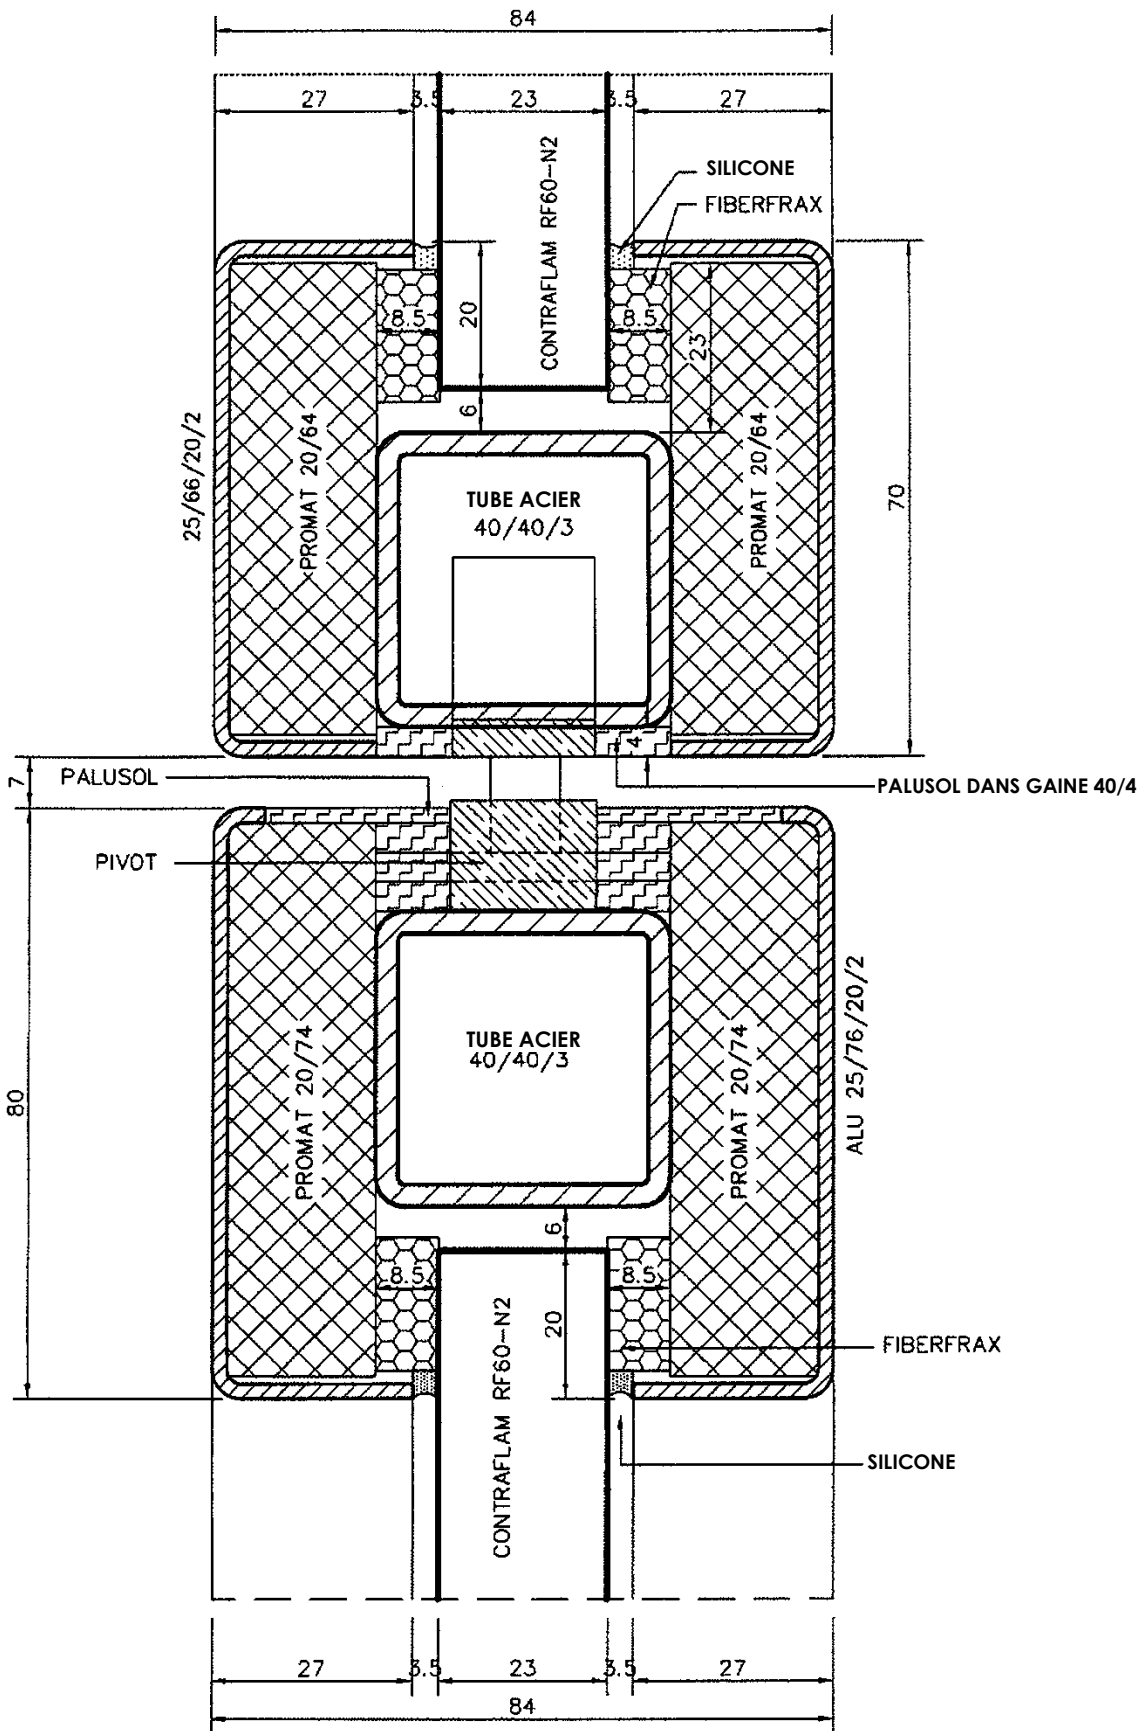 84
27
3.5
23
3.5
27
CONTRAFLAM RF60-N2
SILICONE
FIBERFRAX
8.5
20
8.5
23
6
25/66/20/2
PROMAT 20/64
TUBE ACIER
40/40/3
PROMAT 20/64
70
4
7
PALUSOL
PALUSOL DANS GAINE 40/4
PIVOT
80
PROMAT 20/74
TUBE ACIER
40/40/3
PROMAT 20/74
ALU 25/76/20/2
6
8.5
20
8.5
CONTRAFLAM RF60-N2
FIBERFRAX
SILICONE
27
3.5
23
3.5
27
84